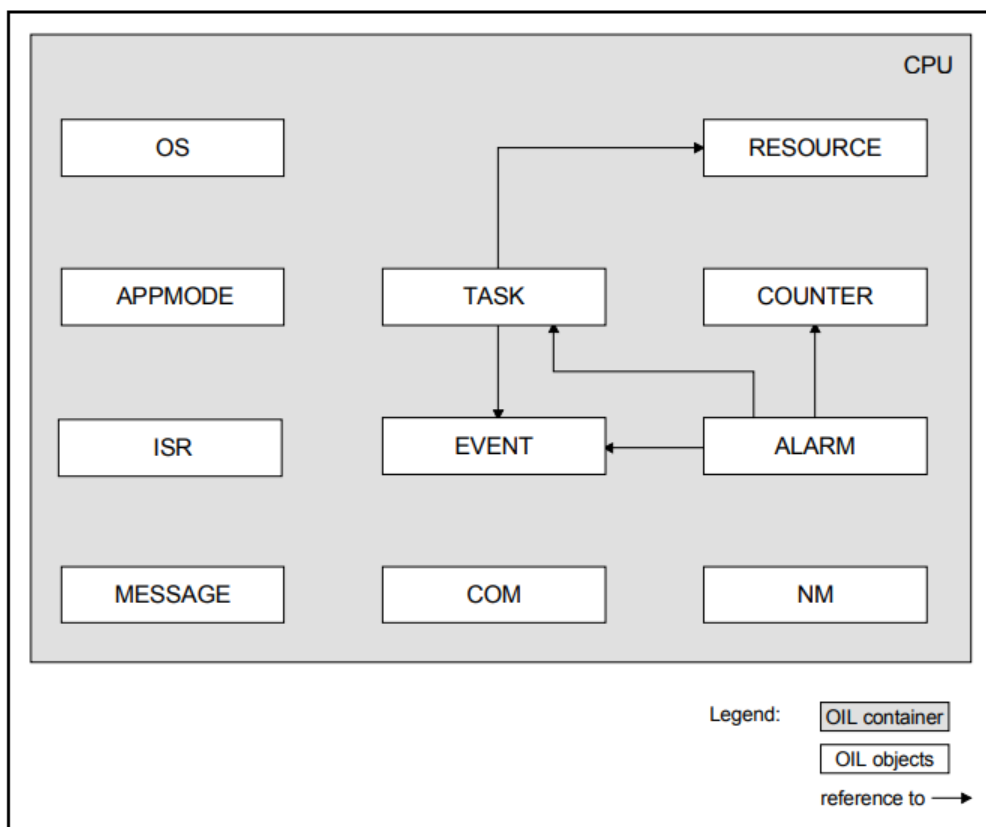 CPU
OS
RESOURCE
APPMODE
TASK
COUNTER
ISR
EVENT
ALARM
MESSAGE
COM
NM
Legend:
OIL container
OIL objects
reference to